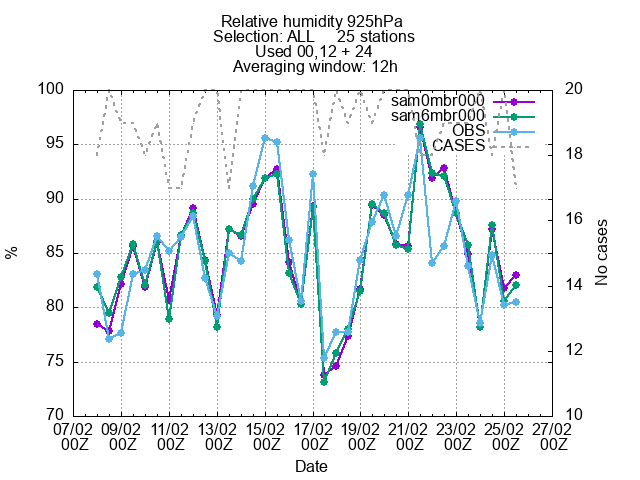 Relative humidity 925hPa
Selection: ALL 25 stations
Used 00,12 + 24
Averaging window: 12h
100 20
sam0mbr000
sam6mbr000
OBS
CASES
95 18
90 16
85
No cases
%
80 14
75 12
70 10
07/02 09/02 11/02 13/02 15/02 17/02 19/02 21/02 23/02 25/02 27/02
00Z 00Z 00Z 00Z 00Z 00Z 00Z 00Z 00Z 00Z 00Z
Date